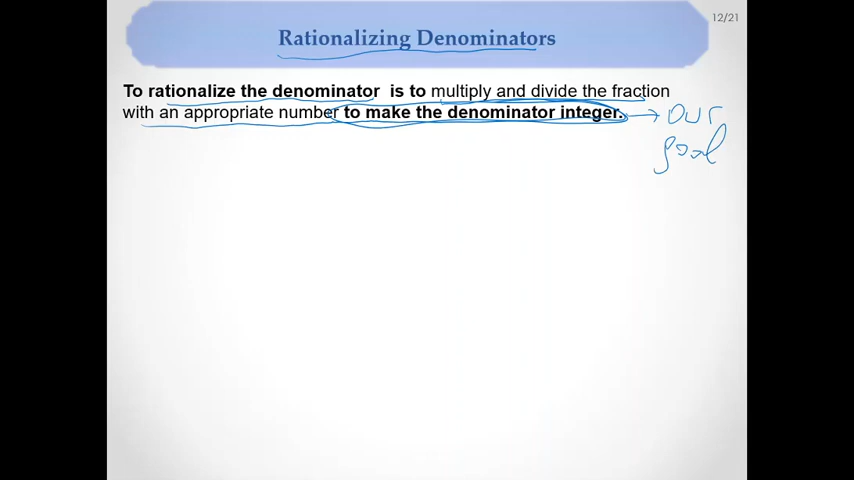 12/21
Rationalizing Denominators
To rationalize the denominator is to multiply and divide the fraction
with an appropriate number to make the denominator integer. → our
goal